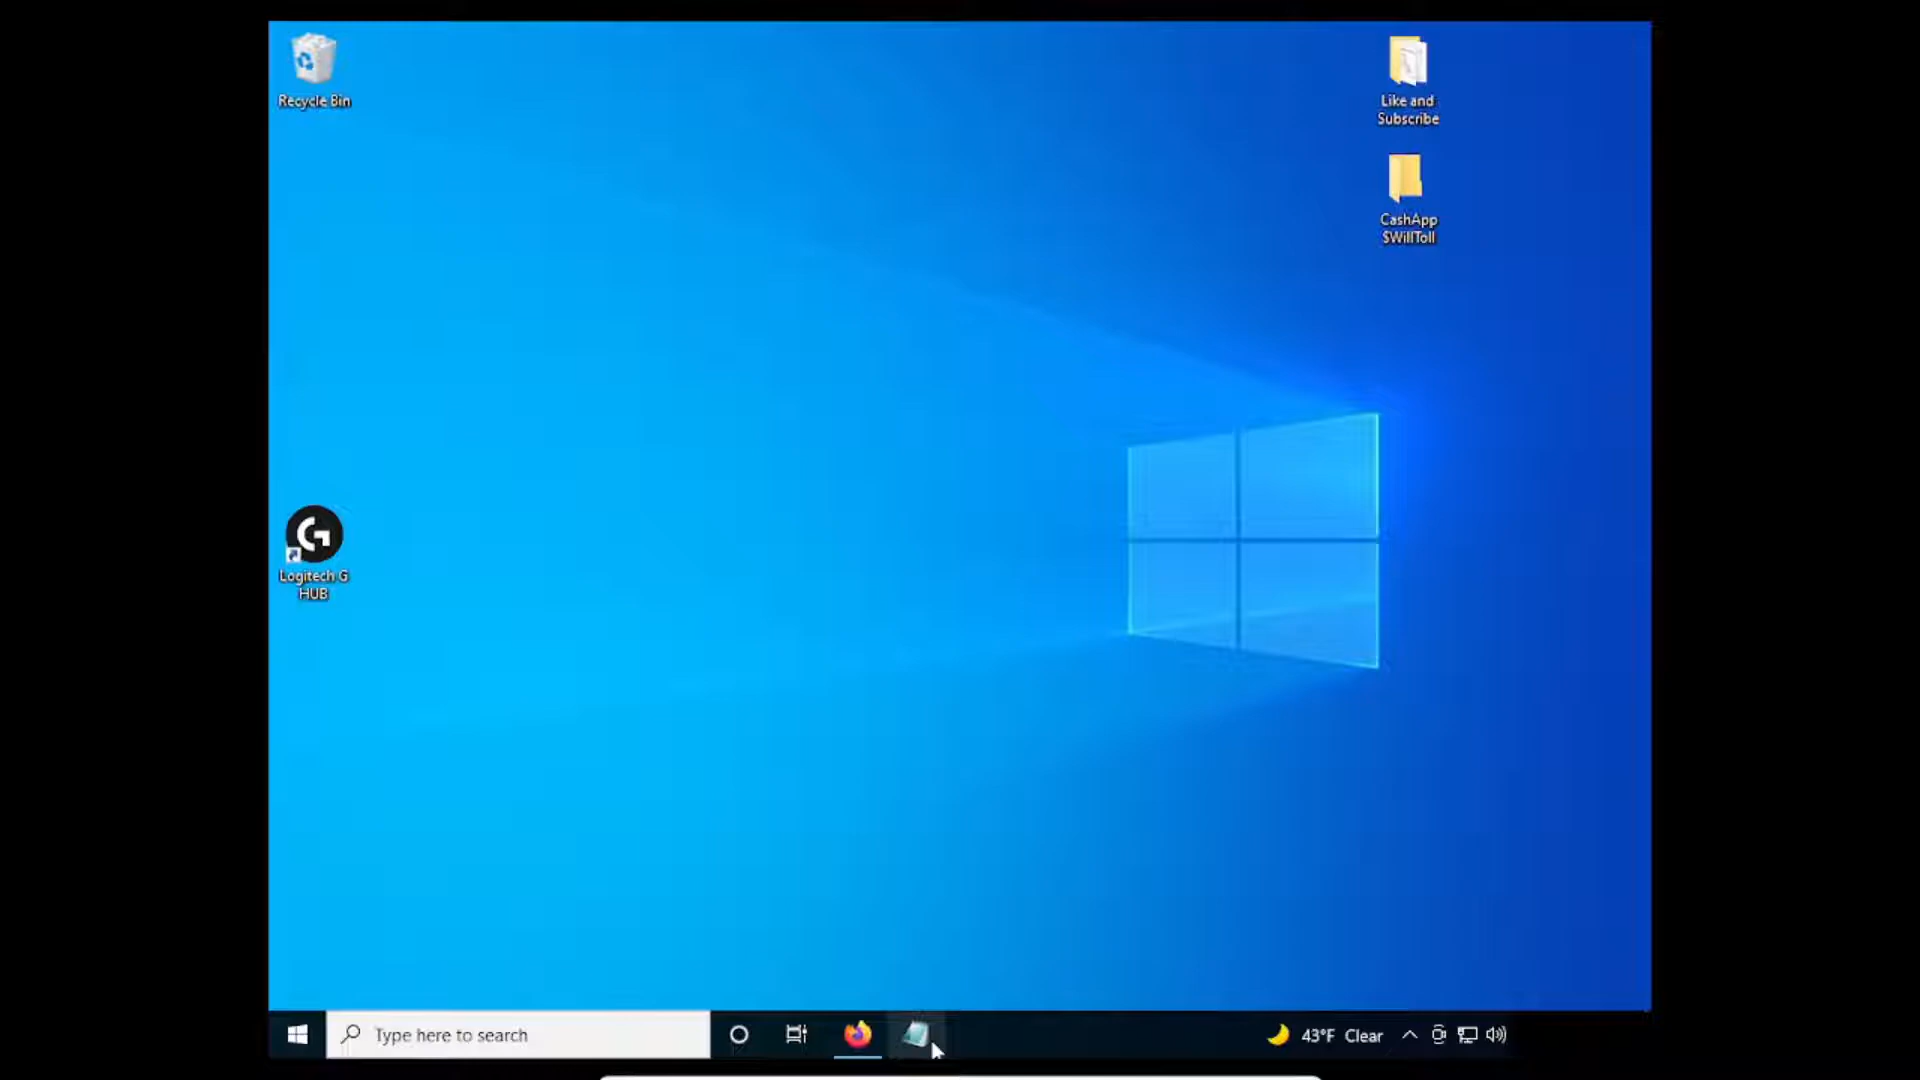 Recycle Bin
Like and
Subscribe
CashApp
$WillToll
Logitech G
HUB
Type here to search
43°F Clear